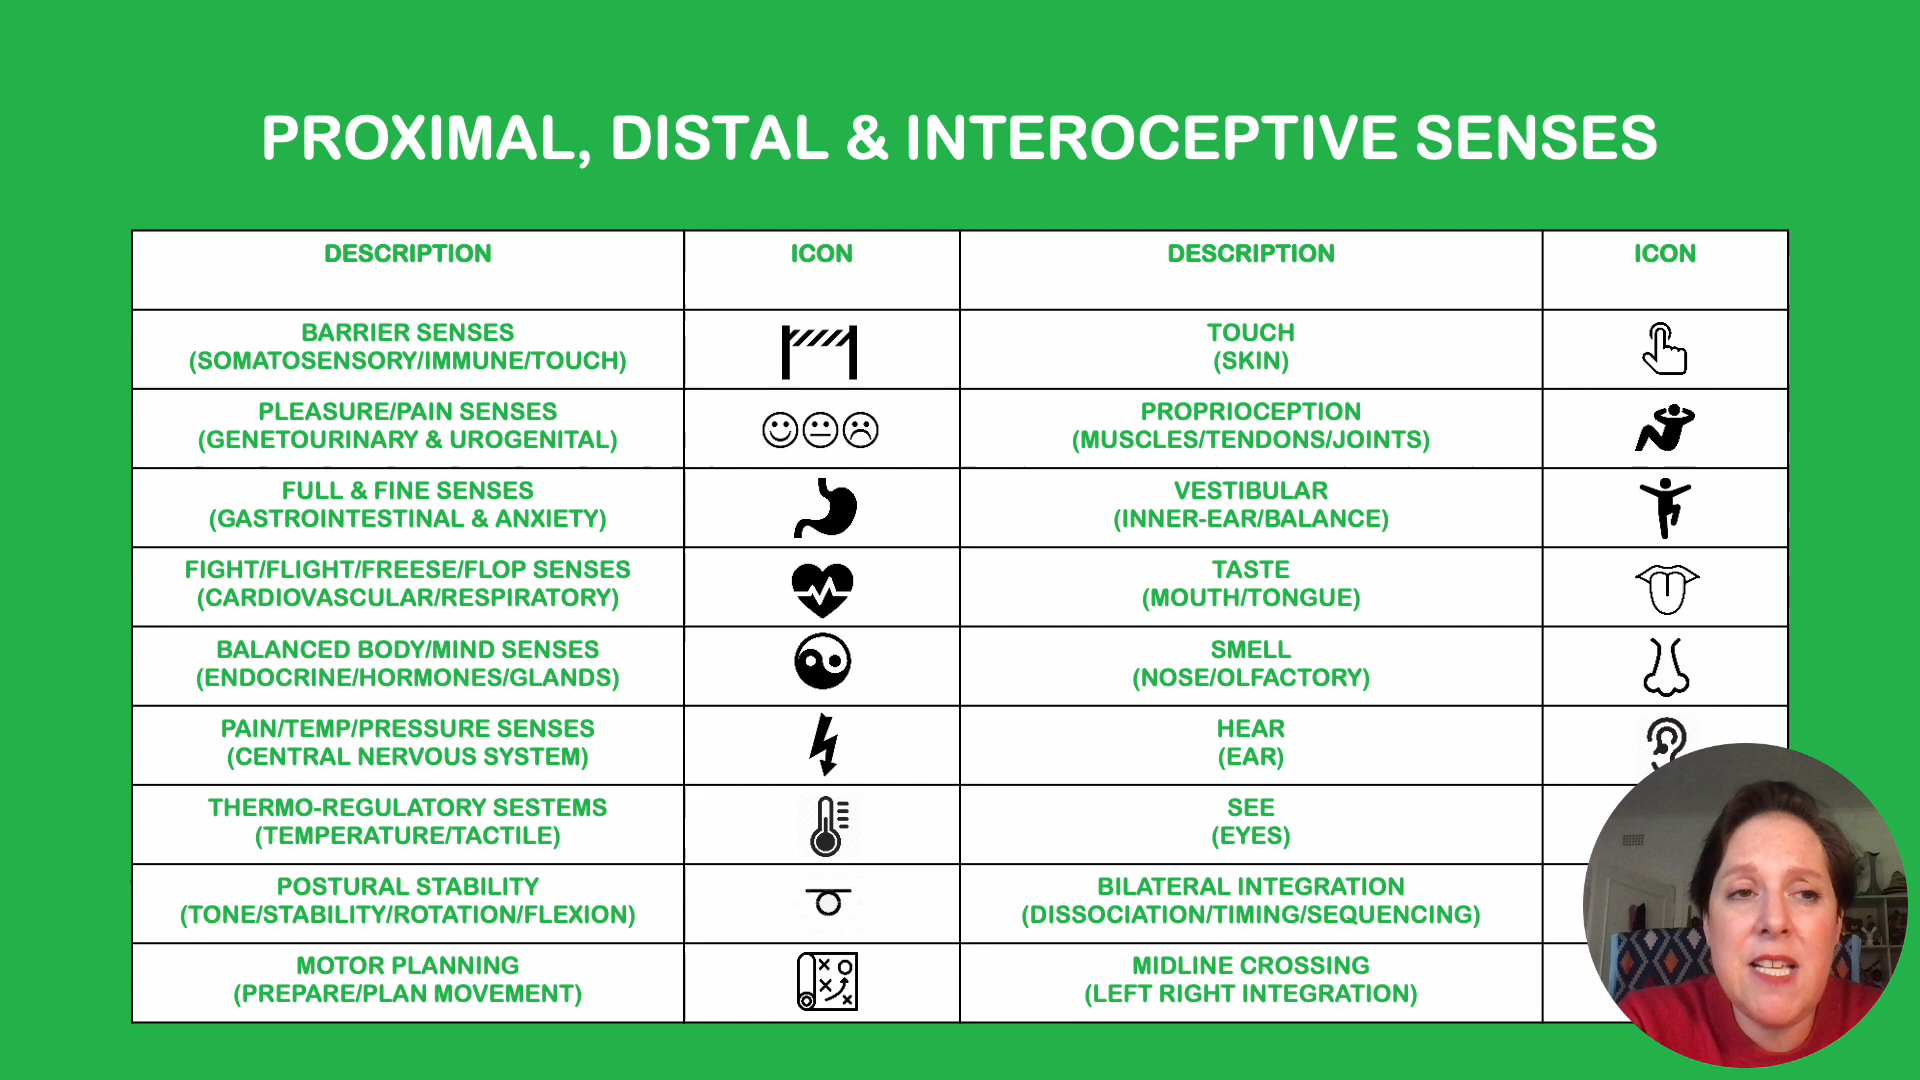 PROXIMAL, DISTAL & INTEROCEPTIVE SENSES
DESCRIPTION
ICON
DESCRIPTION
ICON
BARRIER SENSES
(SOMATOSENSORY/IMMUNE/TOUCH)
TOUCH
(SKIN)
PLEASURE/PAIN SENSES
(GENETOURINARY & UROGENITAL)
PROPRIOCEPTION
(MUSCLES/TENDONS/JOINTS)
FULL & FINE SENSES
(GASTROINTESTINAL & ANXIETY)
VESTIBULAR
(INNER-EAR/BALANCE)
FIGHT/FLIGHT/FREESE/FLOP SENSES
(CARDIOVASCULAR/RESPIRATORY)
TASTE
(MOUTH/TONGUE)
BALANCED BODY/MIND SENSES
(ENDOCRINE/HORMONES/GLANDS)
SMELL
(NOSE/OLFACTORY)
PAIN/TEMP/PRESSURE SENSES
(CENTRAL NERVOUS SYSTEM)
HEAR
(EAR)
THERMO-REGULATORY SESTEMS
(TEMPERATURE/TACTILE)
SEE
(EYES)
POSTURAL STABILITY
(TONE/STABILITY/ROTATION/FLEXION)
BILATERAL INTEGRATION
(DISSOCIATION/TIMING/SEQUENCING)
MOTOR PLANNING
(PREPARE/PLAN MOVEMENT)
MIDLINE CROSSING
(LEFT RIGHT INTEGRATION)